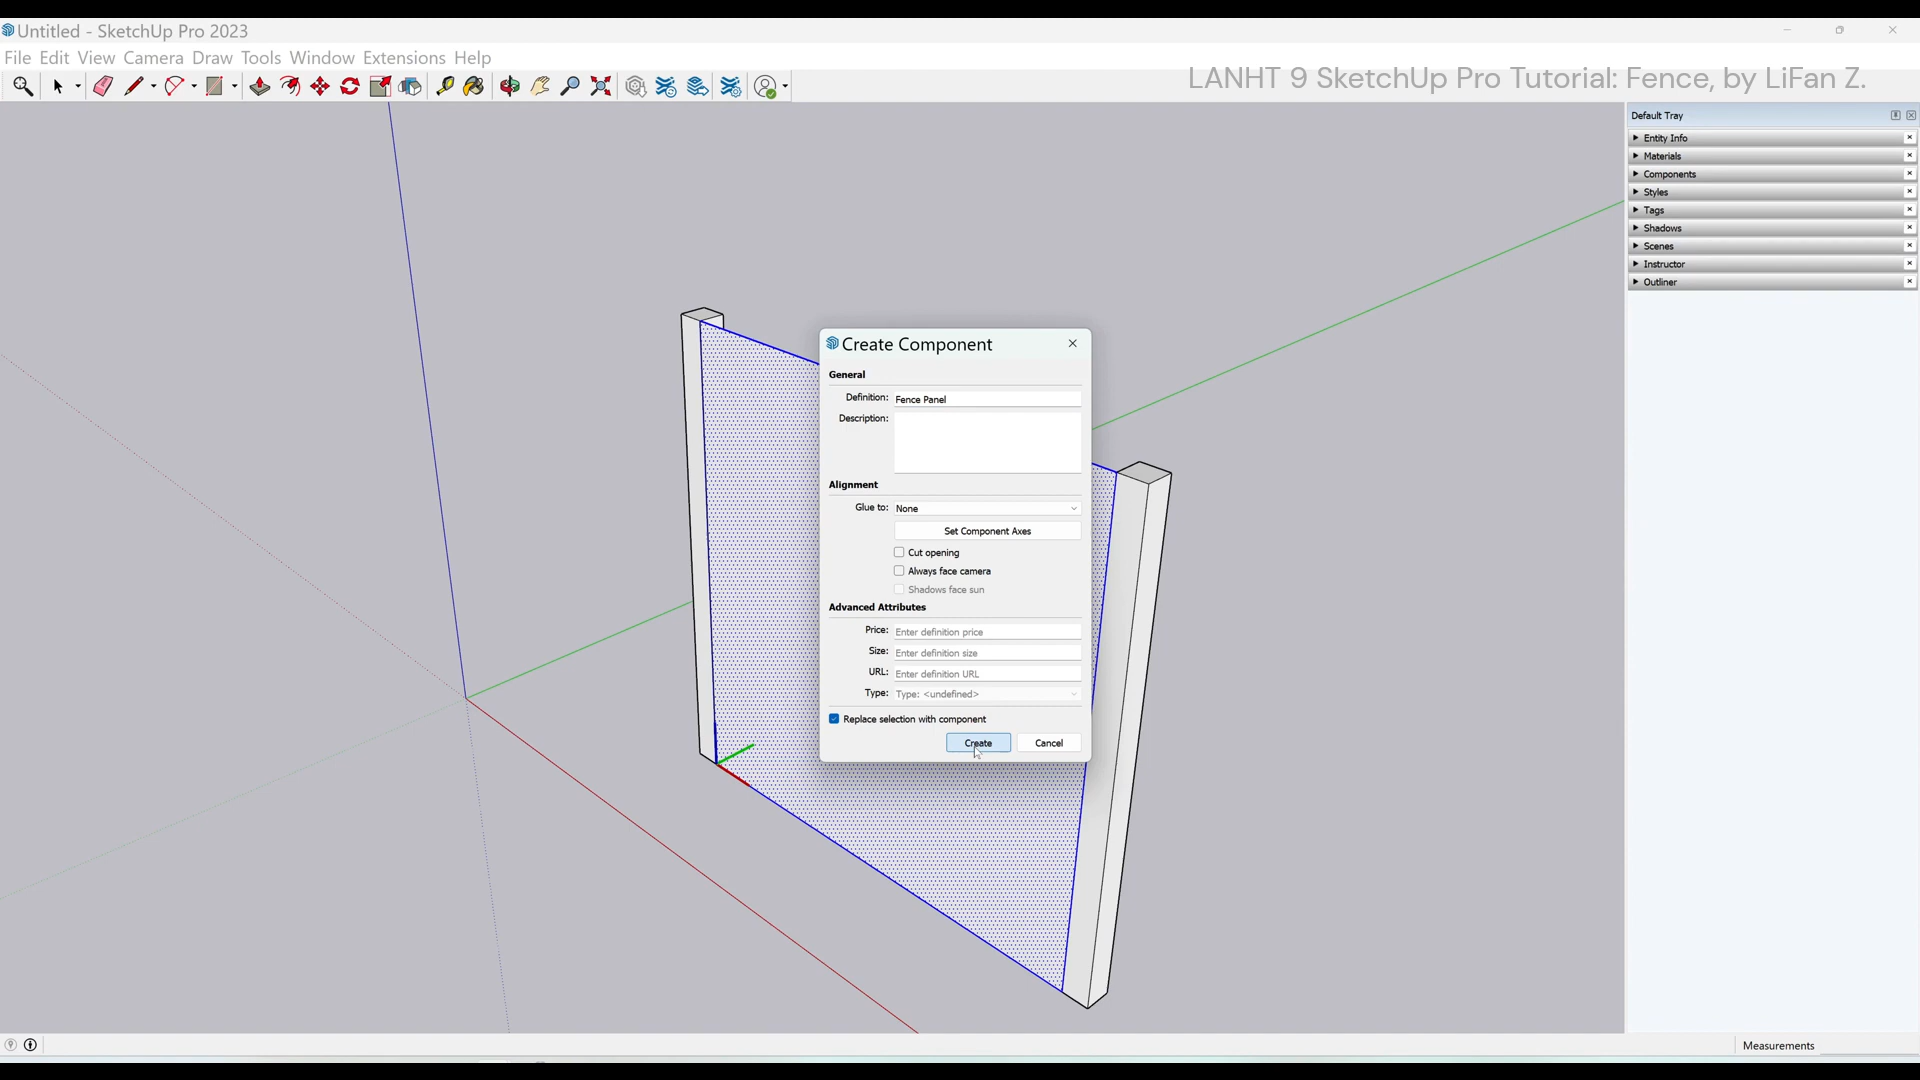 Untitled - SketchUp Pro 2023
File Edit View Camera Draw Tools Window Extensions Help
LANHT 9 SketchUp Pro Tutorial: Fence, by LiFan Z.
Default Tray
Entity Info
Materials
Components
Styles
Tags
Shadows
Scenes
Instructor
Outliner
Create Component
General
Definition: Fence Panel
Description:
Alignment
Glue to: None
Set Component Axes
Cut opening
Always face camera
Shadows face sun
Advanced Attributes
Price: Enter definition price
Size: Enter definition size
URL: Enter definition URL
Type: Type: <undefined>
Replace selection with component
Create Cancel
Measurements